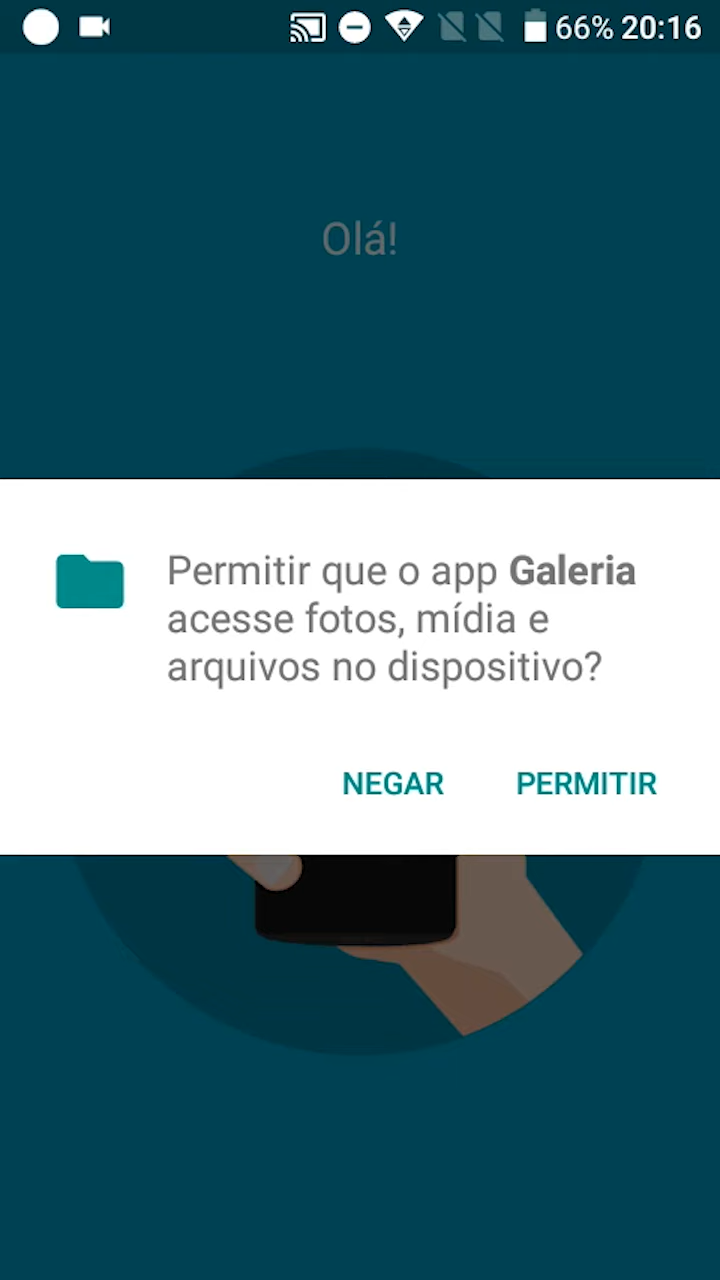 66% 20:16
Olá!
Permitir que o app Galeria
acesse fotos, mídia e
arquivos no dispositivo?
NEGAR PERMITIR